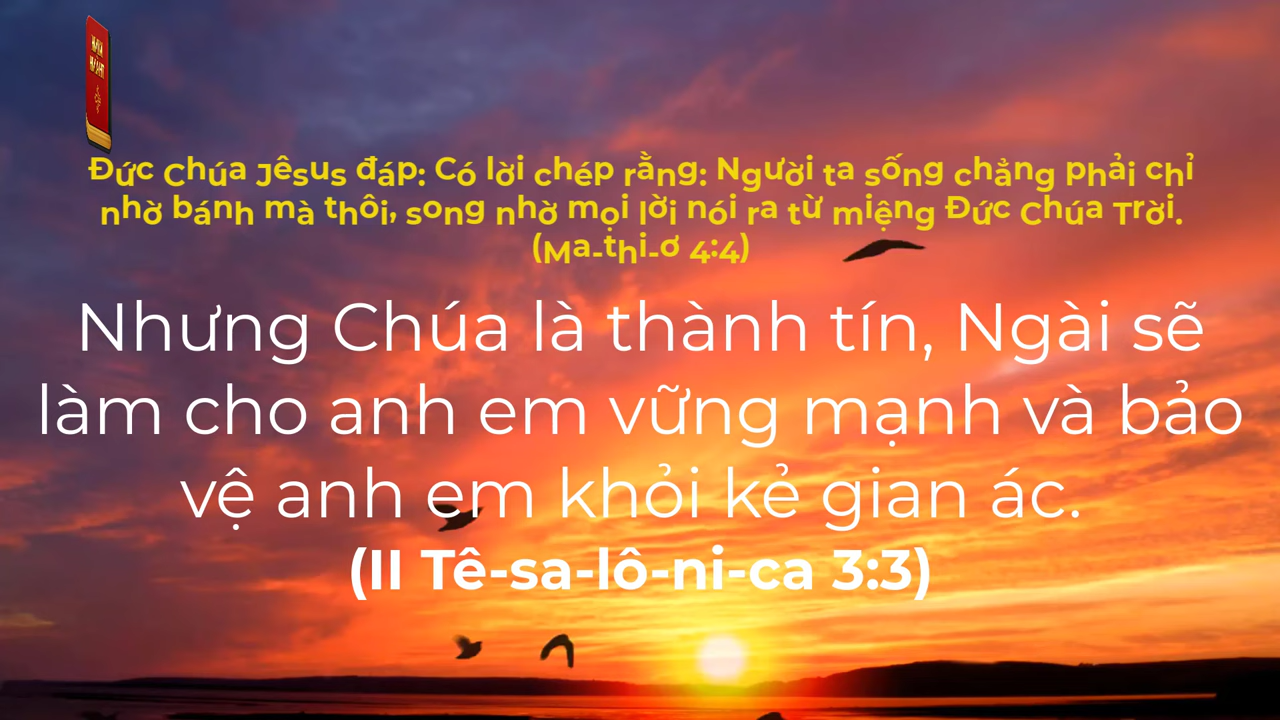 Đức Chúa Jêsus đáp: Có lời chép rằng: Người ta sống chẳng phải chỉ
nhờ bánh mà thôi, song nhờ mọi lời nói ra từ miệng Đức Chúa Trời.
(Ma-thi-ơ 4:4)
Nhưng Chúa là thành tín, Ngài sẽ
làm cho anh em vững mạnh và bảo
vệ anh em khỏi kẻ gian ác.
(II Tê-sa-lô-ni-ca 3:3)